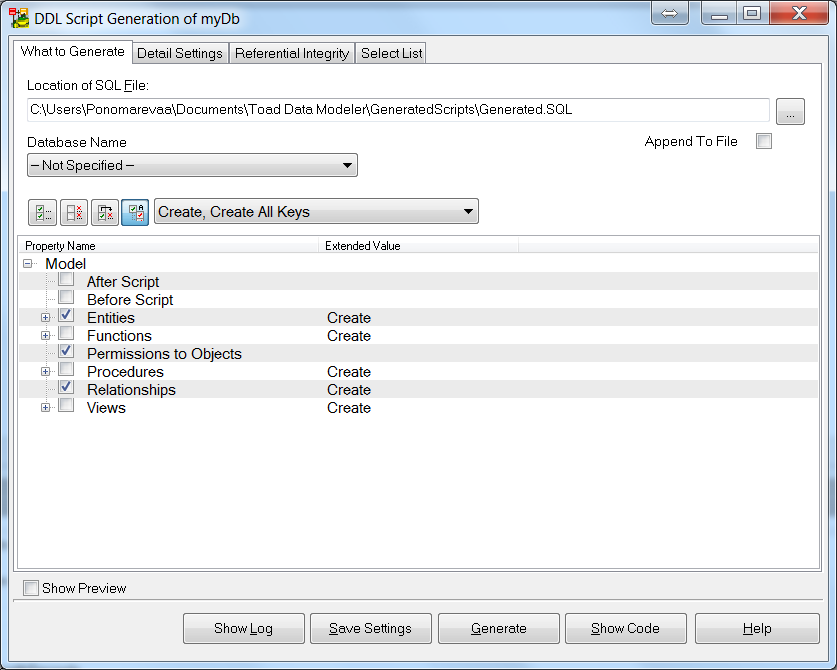 DDL Script Generation of myDb
What to Generate Detail Settings Referential Integrity Select List
Location of SQL File:
C:\Users\Ponomarevaa\Documents\Toad Data Modeler\GeneratedScripts\Generated.SQL ...
Database Name Append To File
-- Not Specified --
Create, Create All Keys
Property Name Extended Value
Model
After Script
Before Script
Entities Create
Functions Create
Permissions to Objects
Procedures Create
Relationships Create
Views Create
Show Preview
Show Log Save Settings Generate Show Code Help